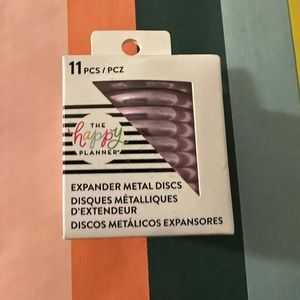 11 PCS / PCZ
THE
happy
PLANNER®
EXPANDER METAL DISCS
DISQUES MÉTALLIQUES
D'EXTENDEUR
DISCOS METÁLICOS EXPANSORES